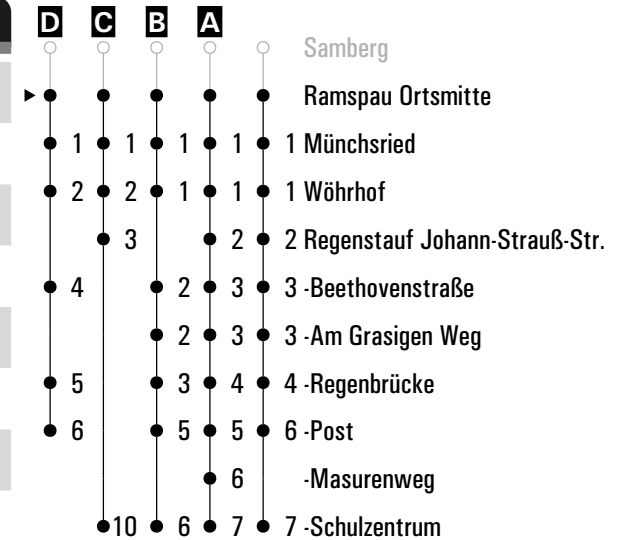 D C B A
Samberg
Ramspau Ortsmitte
1 1 1 1 1 Münchsried
2 2 1 1 1 Wöhrhof
3 2 2 Regenstauf Johann-Strauß-Str.
4 2 3 3 -Beethovenstraße
2 3 3 -Am Grasigen Weg
5 3 4 4 -Regenbrücke
6 5 5 6 -Post
6 -Masurenweg
10 6 7 7 -Schulzentrum